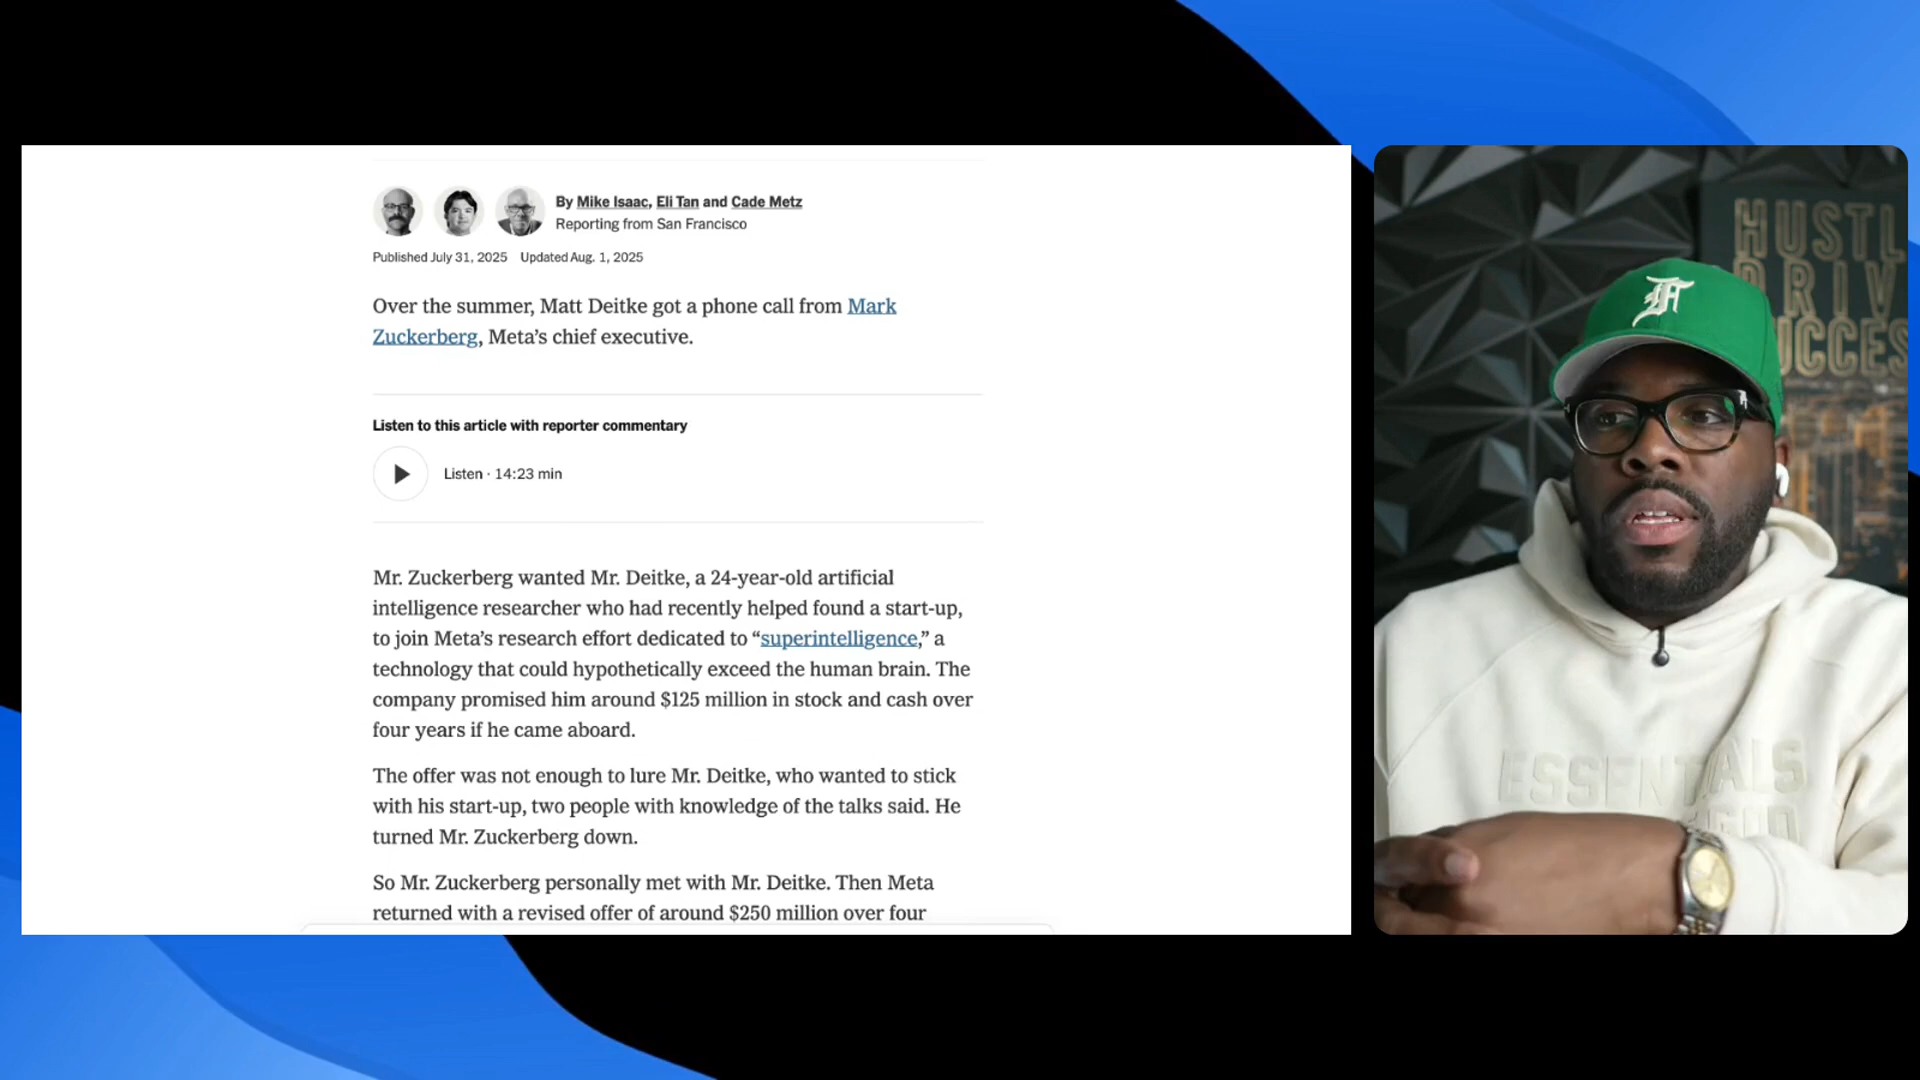 By Mike Isaac, Eli Tan and Cade Metz
Reporting from San Francisco
Published July 31, 2025 Updated Aug. 1, 2025
Over the summer, Matt Deitke got a phone call from Mark
Zuckerberg, Meta’s chief executive.
Listen to this article with reporter commentary
Listen · 14:23 min
Mr. Zuckerberg wanted Mr. Deitke, a 24-year-old artificial
intelligence researcher who had recently helped found a start-up,
to join Meta’s research effort dedicated to “superintelligence,” a
technology that could hypothetically exceed the human brain. The
company promised him around $125 million in stock and cash over
four years if he came aboard.
The offer was not enough to lure Mr. Deitke, who wanted to stick
with his start-up, two people with knowledge of the talks said. He
turned Mr. Zuckerberg down.
So Mr. Zuckerberg personally met with Mr. Deitke. Then Meta
returned with a revised offer of around $250 million over four
HUSTL
DRIV
UCCES
F
ESSENTIALS